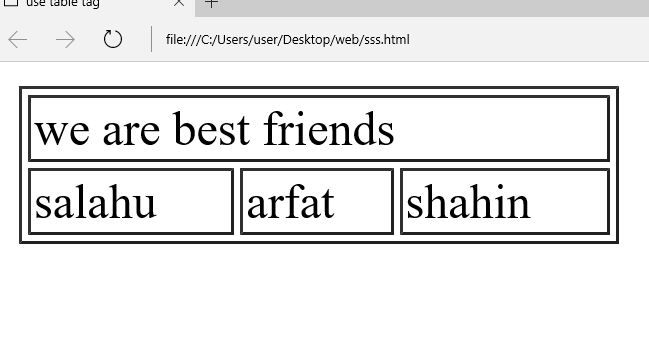 use table tag
file:///C:/Users/user/Desktop/web/sss.html
we are best friends
salahu arfat shahin